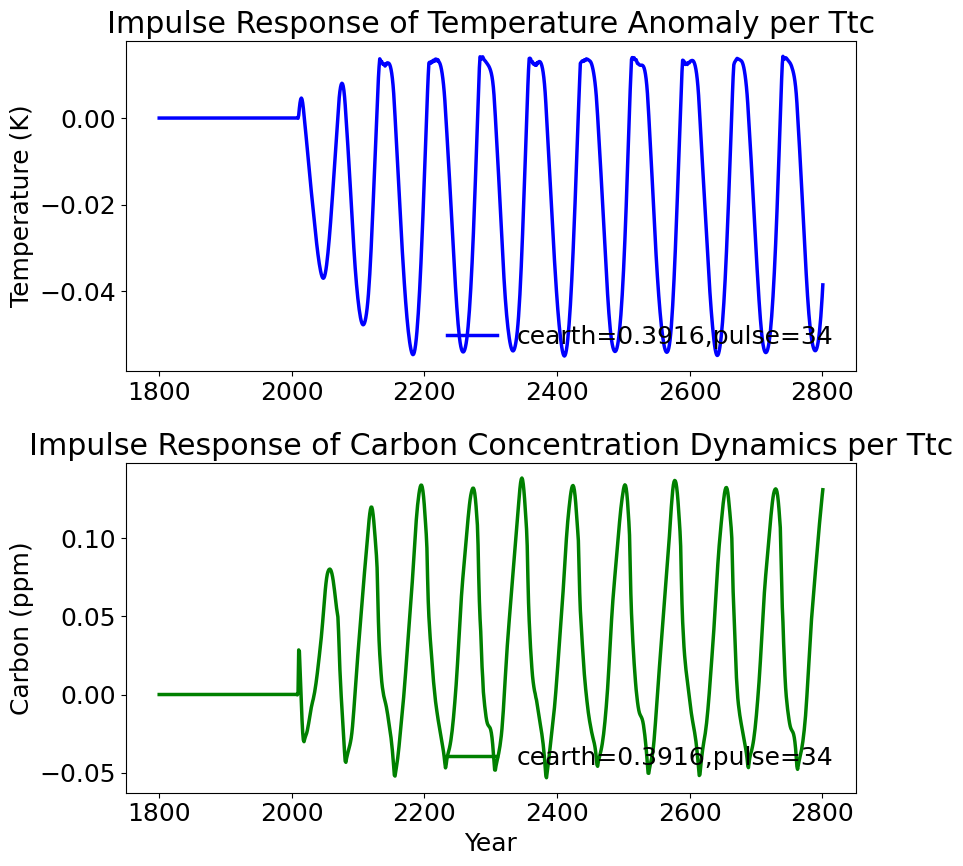 Impulse Response of Temperature Anomaly per Ttc
Temperature (K)
0.00
−0.02
−0.04
cearth=0.3916,pulse=34
1800
2000
2200
2400
2600
2800
Impulse Response of Carbon Concentration Dynamics per Ttc
Carbon (ppm)
0.10
0.05
0.00
−0.05
cearth=0.3916,pulse=34
1800
2000
2200
2400
2600
2800
Year